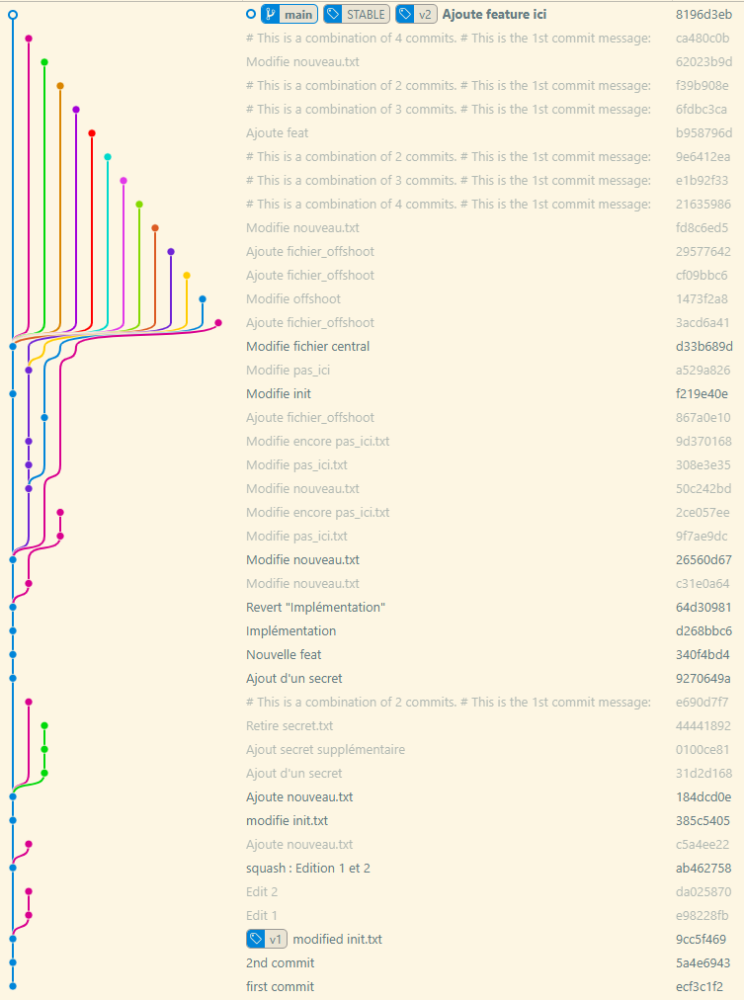 main STABLE v2 Ajoute feature ici 8196d3eb
# This is a combination of 4 commits. # This is the 1st commit message: ca480c0b
Modifie nouveau.txt 62023b9d
# This is a combination of 2 commits. # This is the 1st commit message: f39b908e
# This is a combination of 3 commits. # This is the 1st commit message: 6fdbc3ca
Ajoute feat b958796d
# This is a combination of 2 commits. # This is the 1st commit message: 9e6412ea
# This is a combination of 3 commits. # This is the 1st commit message: e1b92f33
# This is a combination of 4 commits. # This is the 1st commit message: 21635986
Modifie nouveau.txt fd8c6ed5
Ajoute fichier_offshoot 29577642
Ajoute fichier_offshoot cf09bbc6
Modifie offshoot 1473f2a8
Ajoute fichier_offshoot 3acd6a41
Modifie fichier central d33b689d
Modifie pas_ici a529a826
Modifie init f219e40e
Ajoute fichier_offshoot 867a0e10
Modifie encore pas_ici.txt 9d370168
Modifie pas_ici.txt 308e3e35
Modifie nouveau.txt 50c242bd
Modifie encore pas_ici.txt 2ce057ee
Modifie pas_ici.txt 9f7ae9dc
Modifie nouveau.txt 26560d67
Modifie nouveau.txt c31e0a64
Revert "Implémentation" 64d30981
Implémentation d268bbc6
Nouvelle feat 340f4bd4
Ajout d'un secret 9270649a
# This is a combination of 2 commits. # This is the 1st commit message: e690d7f7
Retire secret.txt 44441892
Ajout secret supplémentaire 0100ce81
Ajout d'un secret 31d2d168
Ajoute nouveau.txt 184dcd0e
modifie init.txt 385c5405
Ajoute nouveau.txt c5a4ee22
squash : Edition 1 et 2 ab462758
Edit 2 da025870
Edit 1 e98228fb
v1 modified init.txt 9cc5f469
2nd commit 5a4e6943
first commit ecf3c1f2